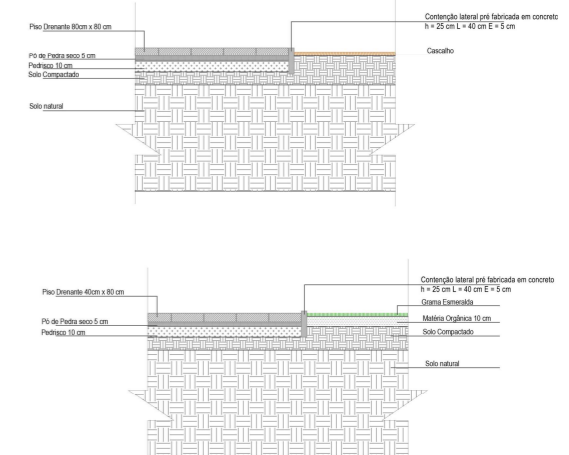 Contenção lateral pré fabricada em concreto
h = 25 cm L = 40 cm E = 5 cm
Piso Drenante 80cm x 80 cm
Cascalho
Pó de Pedra seco 5 cm
Pedrisco 10 cm
Solo Compactado
Solo natural
Contenção lateral pré fabricada em concreto
h = 25 cm L = 40 cm E = 5 cm
Piso Drenante 40cm x 80 cm
Grama Esmeralda
Pó de Pedra seco 5 cm
Matéria Orgânica 10 cm
Pedrisco 10 cm
Solo Compactado
Solo natural